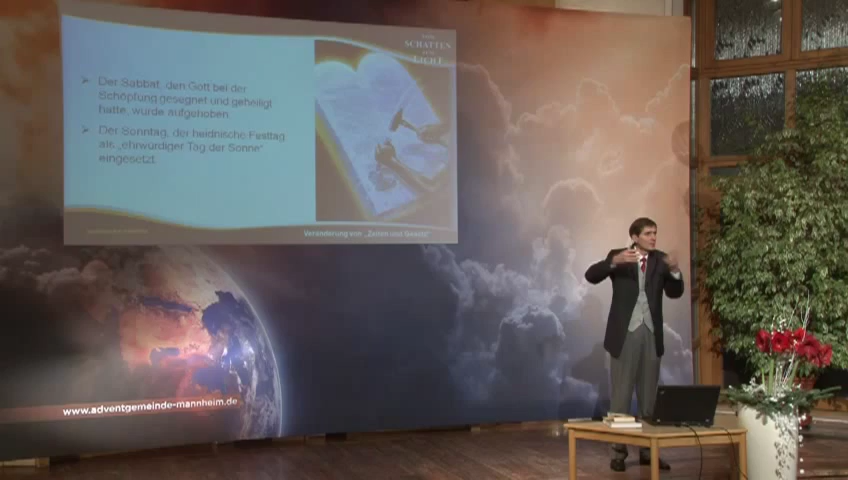 SCHATTEN
LICHT
Der Sabbat, den Gott bei der
Schöpfung gesegnet und geheiligt
hatte, wurde aufgehoben.
Der Sonntag, der heidnische Festtag
als „ehrwürdiger Tag der Sonne"
eingesetzt.
Veränderung von „Zeiten und Gesetz"
www.adventgemeinde-mannheim.de